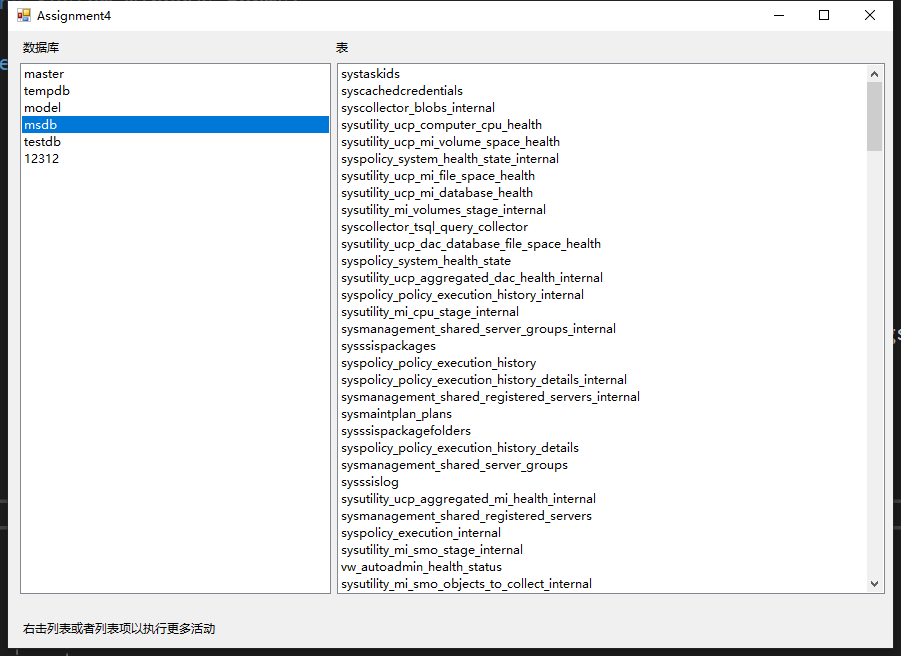 Assignment4
数据库
master
tempdb
model
msdb
testdb
12312
表
systaskids
syscachedcredentials
syscollector_blobs_internal
sysutility_ucp_computer_cpu_health
sysutility_ucp_mi_volume_space_health
syspolicy_system_health_state_internal
sysutility_ucp_mi_file_space_health
sysutility_ucp_mi_database_health
sysutility_mi_volumes_stage_internal
syscollector_tsql_query_collector
sysutility_ucp_dac_database_file_space_health
syspolicy_system_health_state
sysutility_ucp_aggregated_dac_health_internal
syspolicy_policy_execution_history_internal
sysutility_mi_cpu_stage_internal
sysmanagement_shared_server_groups_internal
sysssispackages
syspolicy_policy_execution_history
syspolicy_policy_execution_history_details_internal
sysmanagement_shared_registered_servers_internal
sysmaintplan_plans
sysssispackagefolders
syspolicy_policy_execution_history_details
sysmanagement_shared_server_groups
sysssislog
sysutility_ucp_aggregated_mi_health_internal
sysmanagement_shared_registered_servers
syspolicy_execution_internal
sysutility_mi_smo_stage_internal
vw_autoadmin_health_status
sysutility_mi_smo_objects_to_collect_internal
右击列表或者列表项以执行更多活动